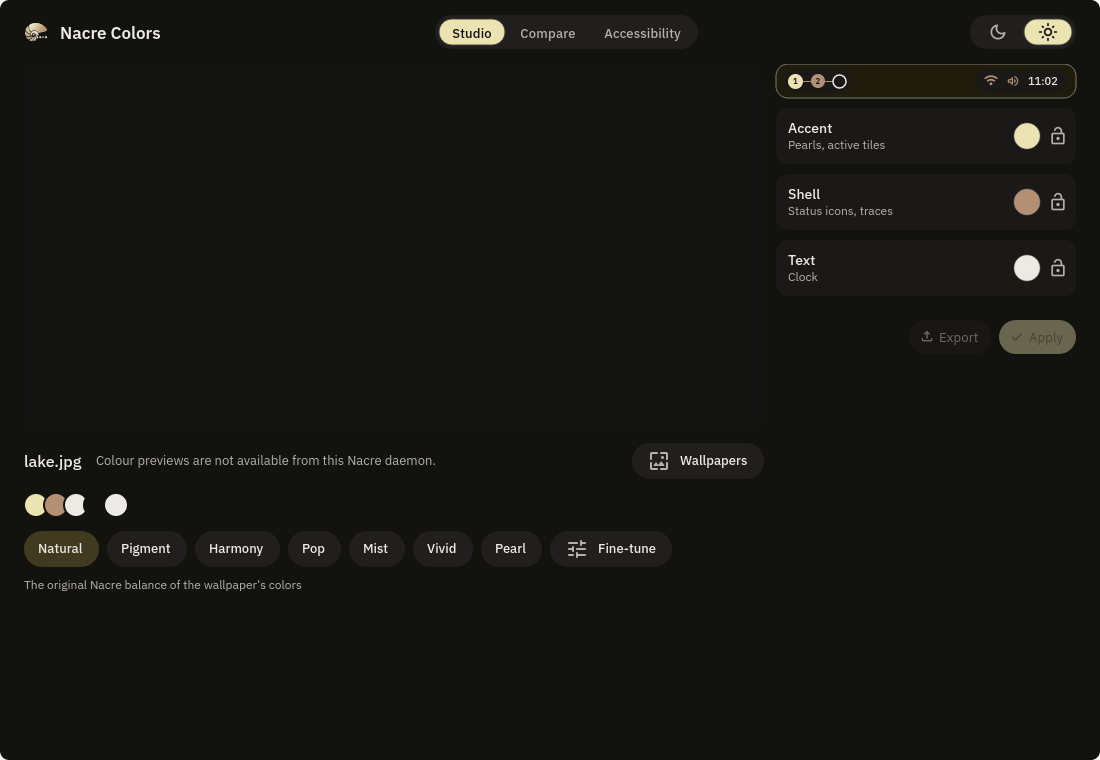 Nacre Colors
Studio
Compare
Accessibility
1
2
11:02
Accent
Pearls, active tiles
Shell
Status icons, traces
Text
Clock
Export
Apply
lake.jpg
Colour previews are not available from this Nacre daemon.
Wallpapers
Natural
Pigment
Harmony
Pop
Mist
Vivid
Pearl
Fine-tune
The original Nacre balance of the wallpaper's colors